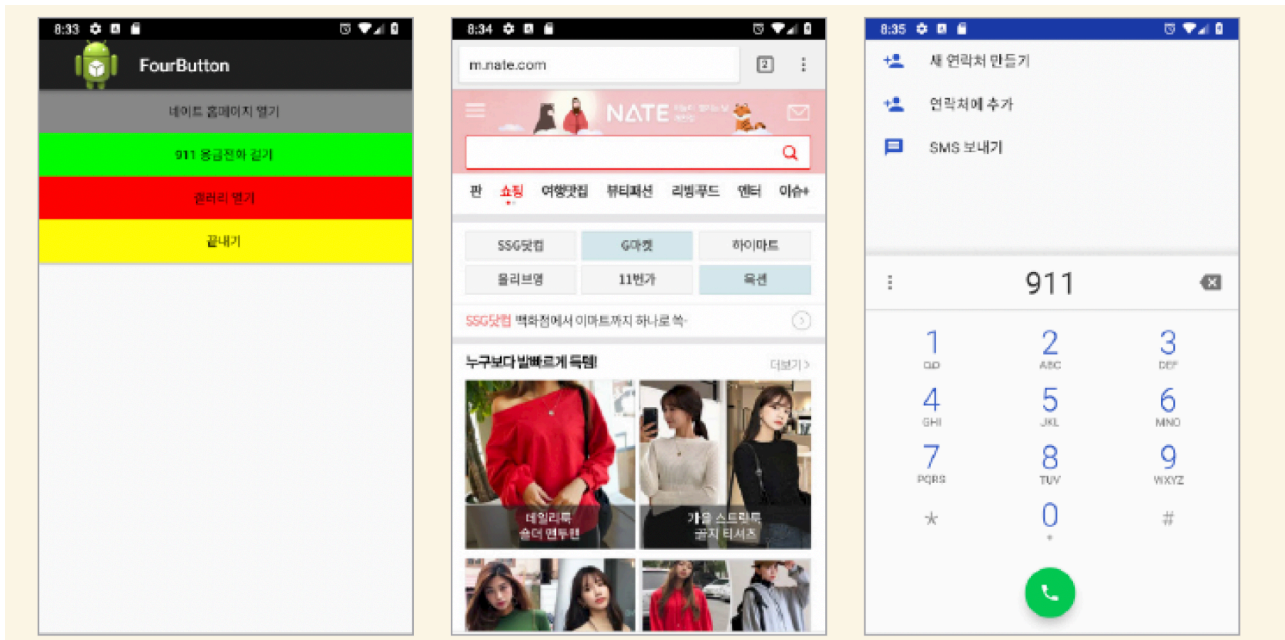 8:33
FourButton
네이트 홈페이지 열기
911 응급전화 걸기
갤러리 열기
끝내기
8:34
m.nate.com
2
NATE
판 쇼핑 여행맛집 뷰티패션 리빙푸드 엔터 이슈+
SSG닷컴 G마켓 하이마트
올리브영 11번가 옥션
SSG닷컴 백화점에서 이마트까지 하나로 쓱~
누구보다 발빠르게 득템! 더보기 >
데일리룩
숄더 맨투맨
가을 스트릿룩
골지 티셔츠
8:35
새 연락처 만들기
연락처에 추가
SMS 보내기
911
1 2 3
ABC DEF
4 5 6
GHI JKL MNO
7 8 9
PQRS TUV WXYZ
* 0 #
+